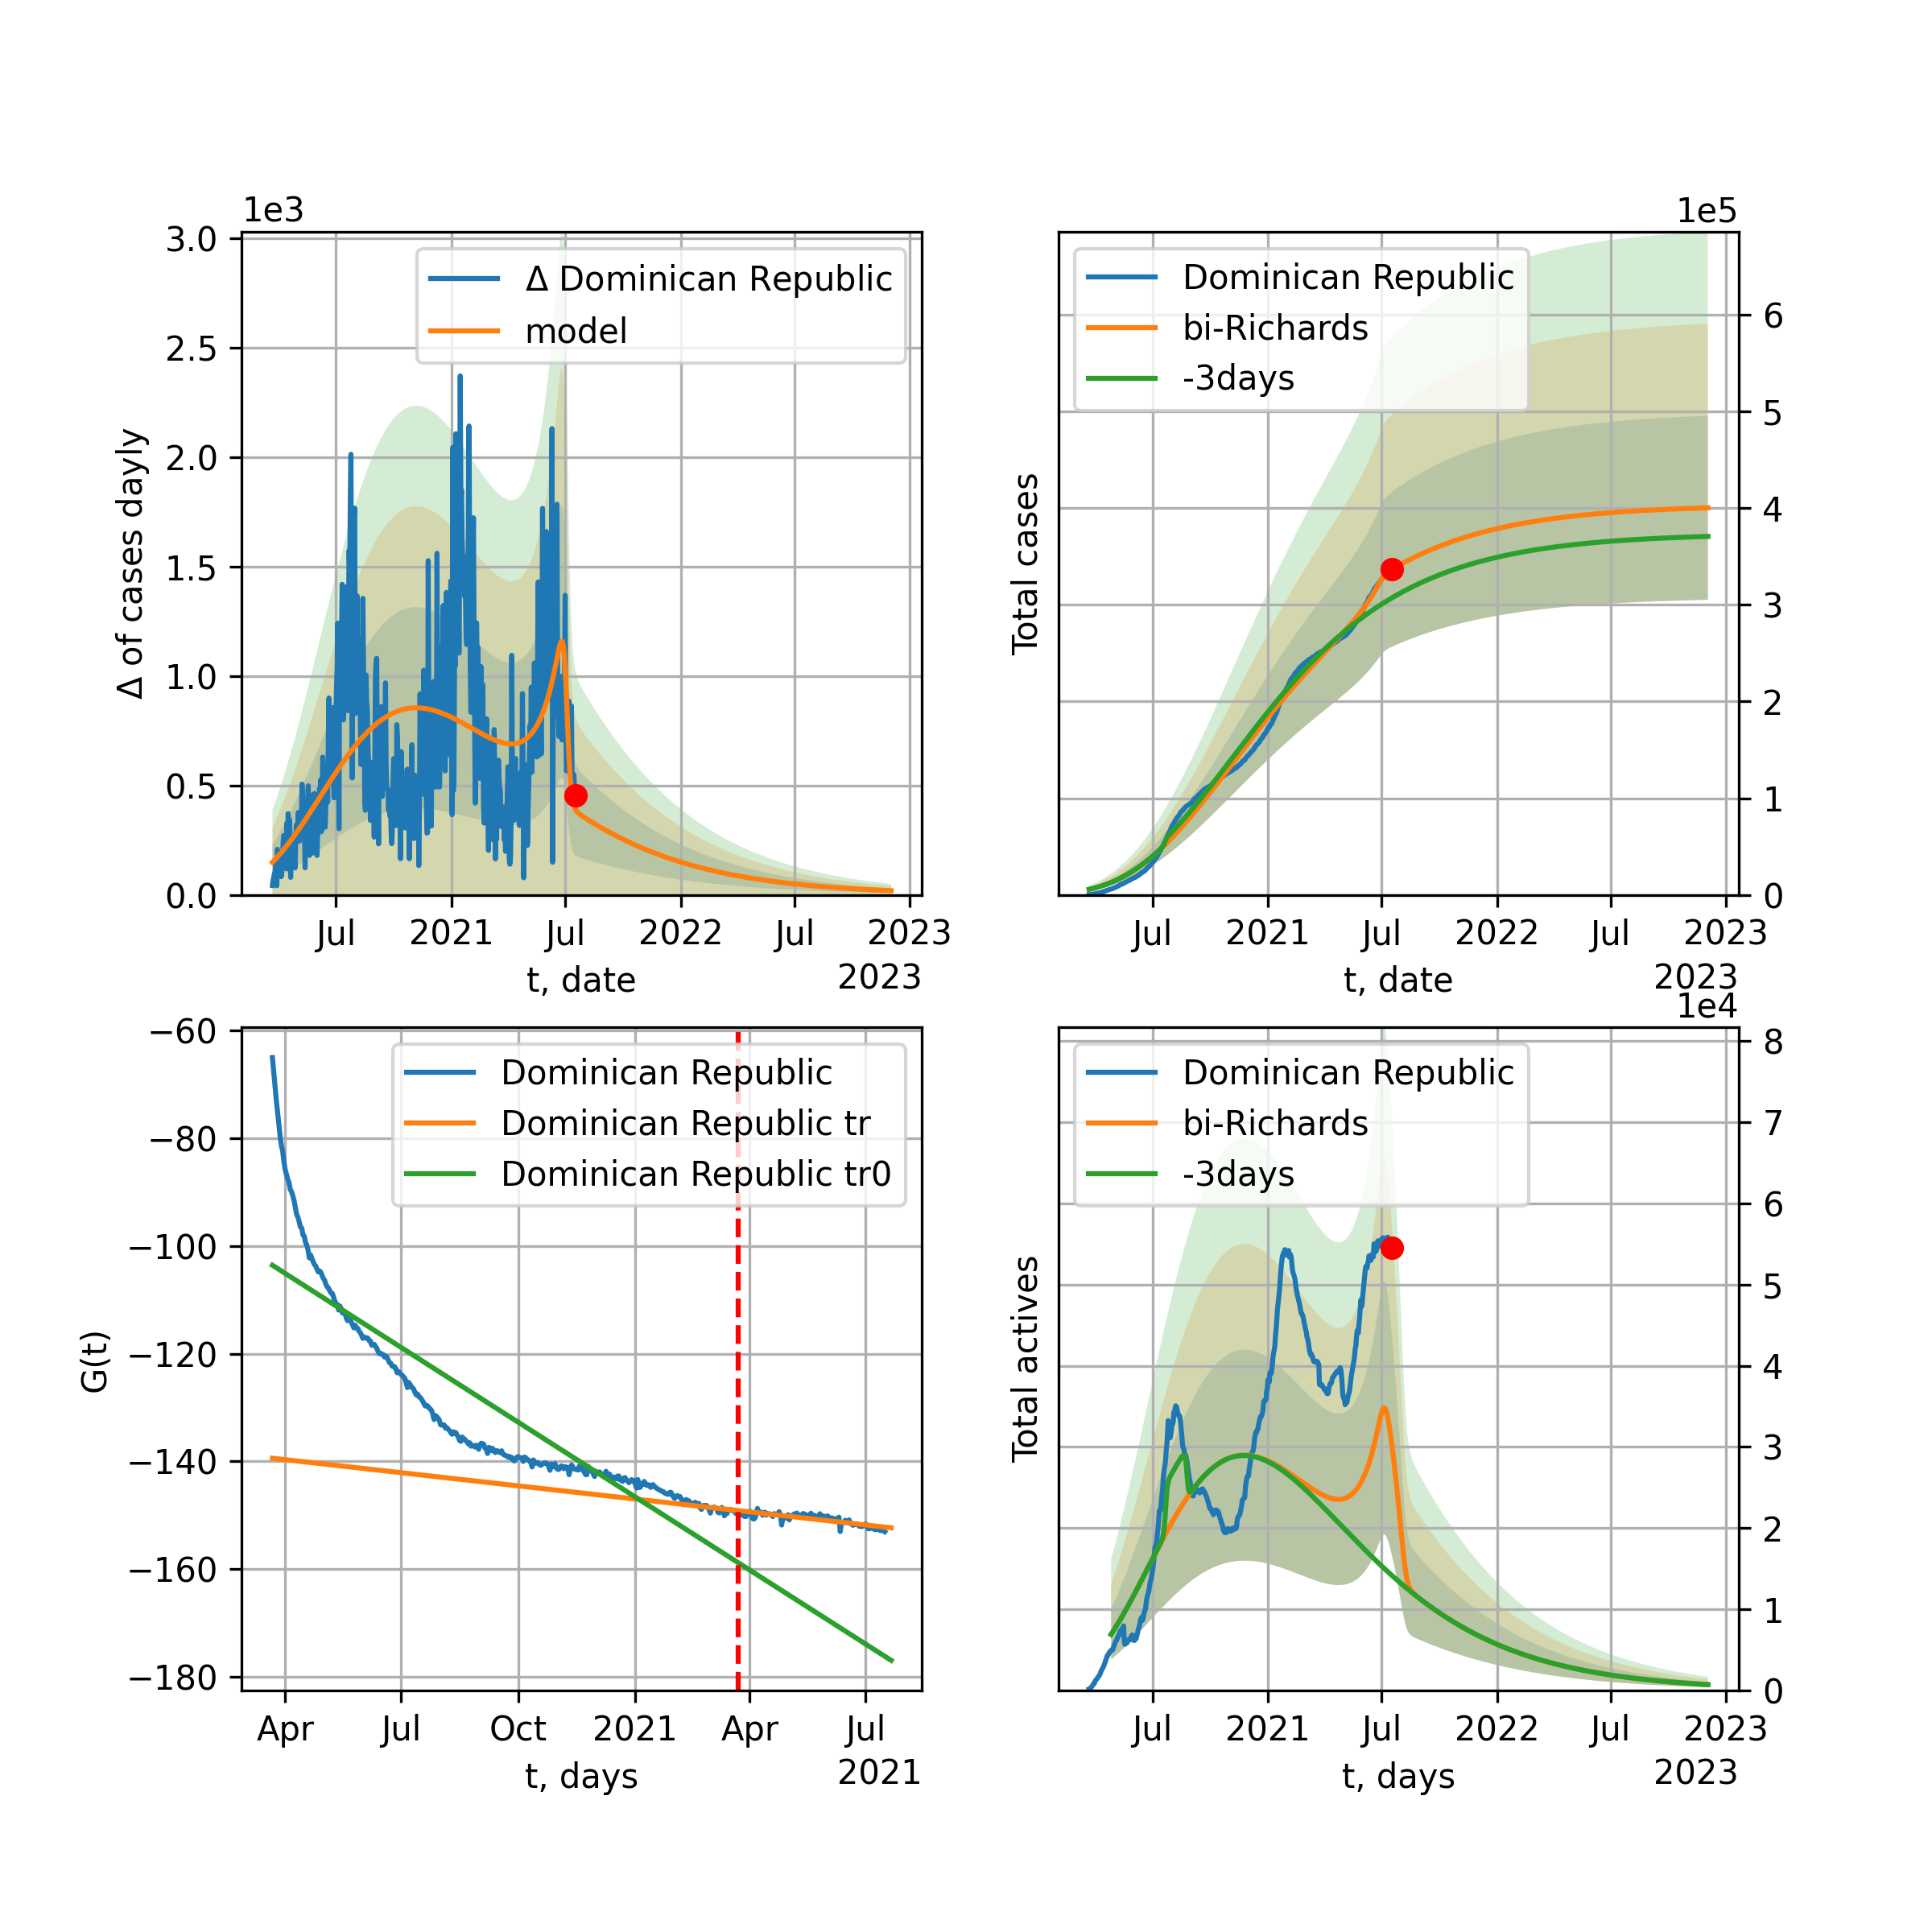 1e3
3.0
2.5
2.0
1.5
1.0
0.5
0.0
Δ of cases dayly
Δ Dominican Republic
model
Jul 2021 Jul 2022 Jul 2023
t, date
2023
1e5
Dominican Republic
bi-Richards
-3days
Total cases
6
5
4
3
2
1
0
Jul 2021 Jul 2022 Jul 2023
t, date
2023
−60
−80
−100
−120
−140
−160
−180
G(t)
Dominican Republic
Dominican Republic tr
Dominican Republic tr0
Apr Jul Oct 2021 Apr Jul
2021
t, days
1e4
Dominican Republic
bi-Richards
-3days
Total actives
8
7
6
5
4
3
2
1
0
Jul 2021 Jul 2022 Jul 2023
2023
t, days